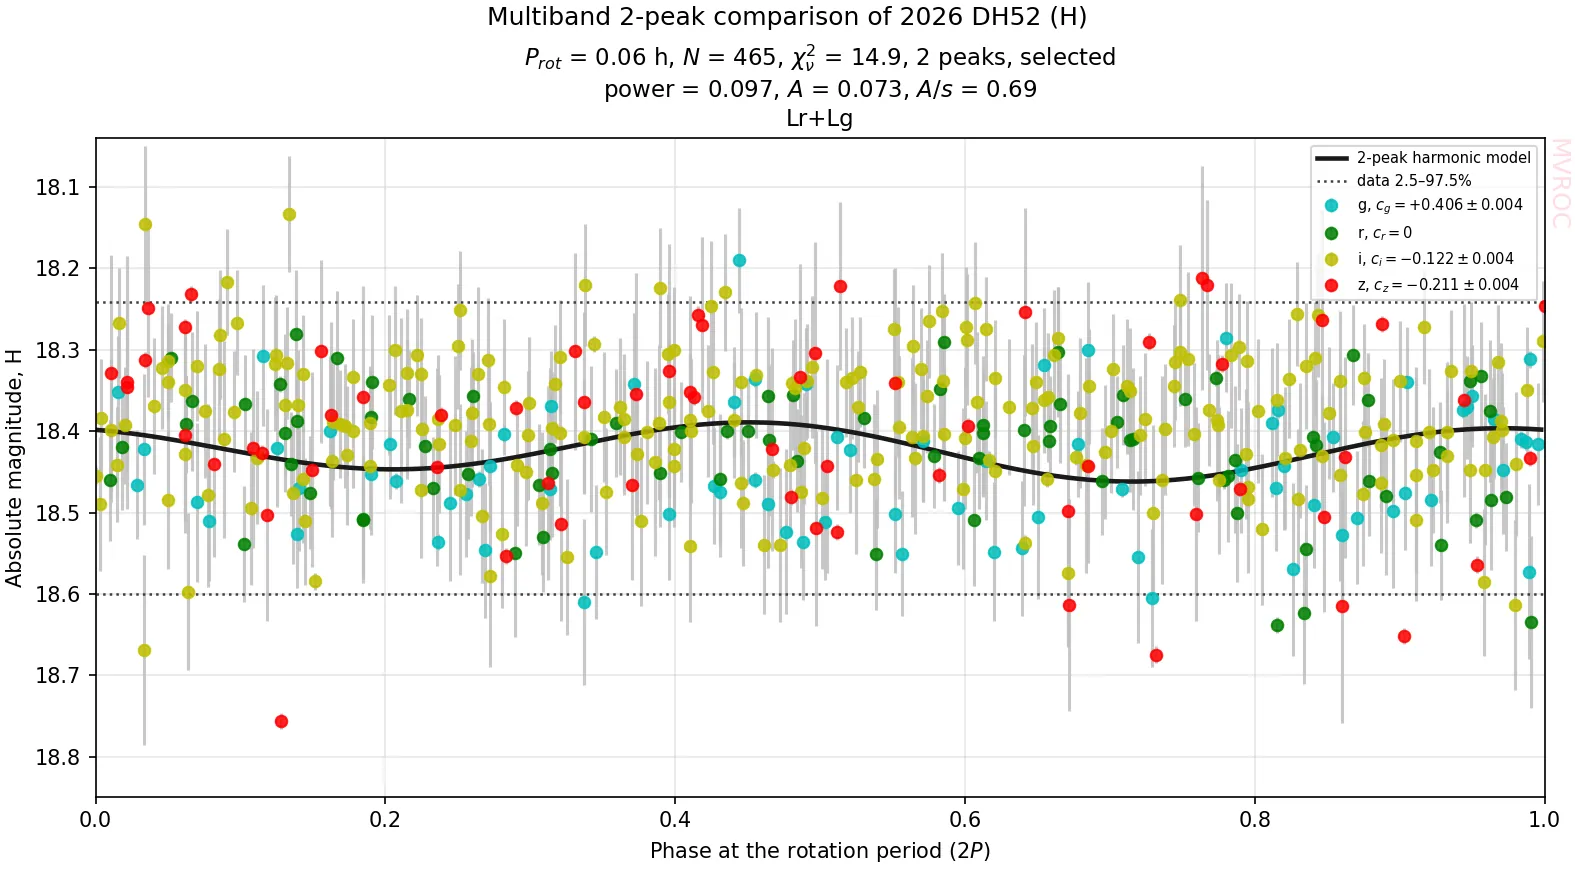 Multiband 2-peak comparison of 2026 DH52 (H)
P_rot = 0.06 h, N = 465, χ²_ν = 14.9, 2 peaks, selected
power = 0.097, A = 0.073, A/s = 0.69
Lr+Lg
2-peak harmonic model
data 2.5–97.5%
g, c_g = +0.406 ± 0.004
r, c_r = 0
i, c_i = −0.122 ± 0.004
z, c_z = −0.211 ± 0.004
MVROC
Absolute magnitude, H
18.1
18.2
18.3
18.4
18.5
18.6
18.7
18.8
0.0 0.2 0.4 0.6 0.8 1.0
Phase at the rotation period (2P)